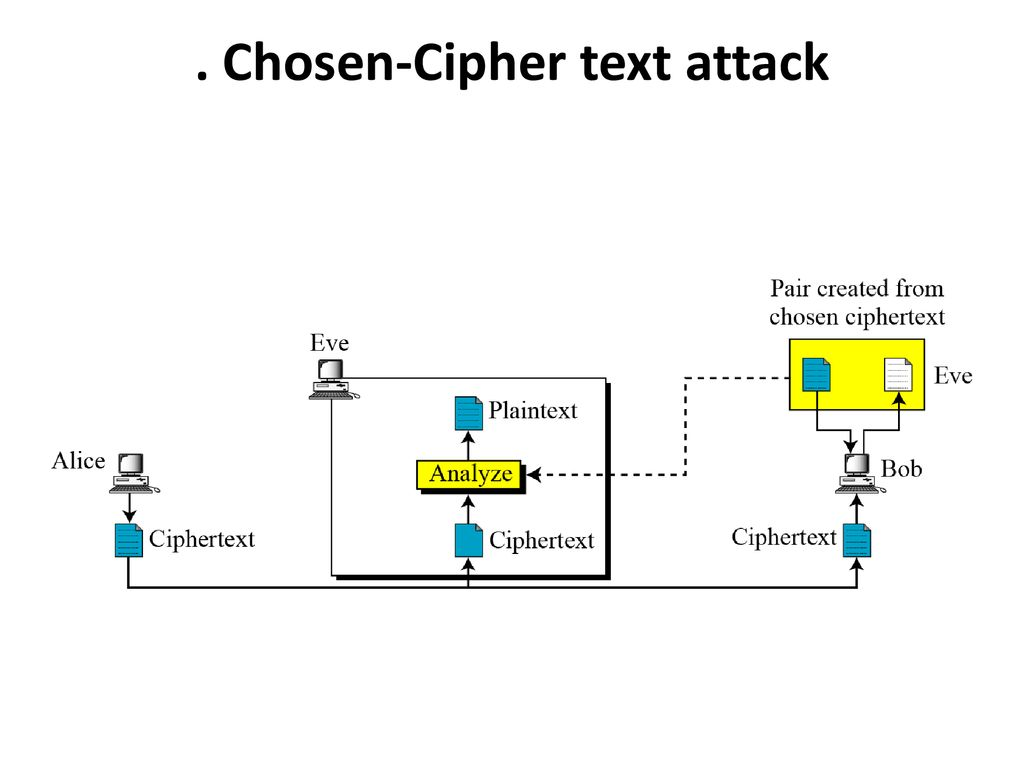 . Chosen-Cipher text attack
Pair created from
chosen ciphertext
Eve
Eve
Plaintext
Alice
Analyze
Bob
Ciphertext
Ciphertext
Ciphertext